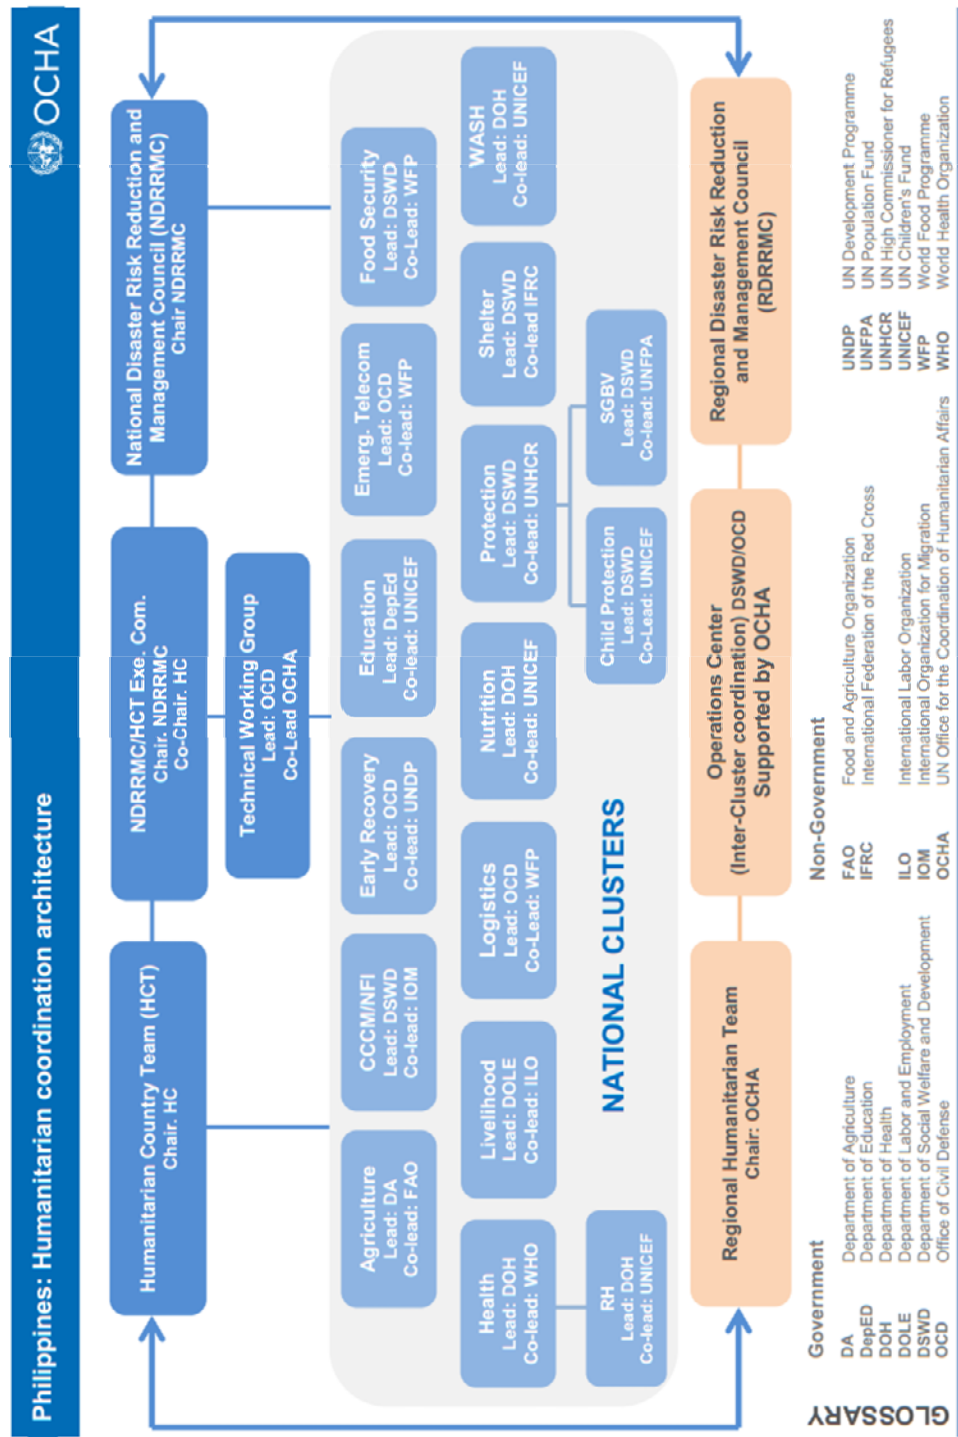 Philippines: Humanitarian coordination architecture
OCHA
Humanitarian Country Team (HCT)
Chair. HC
NDRRMC/HCT Exe. Com.
Chair. NDRRMC
Co-Chair. HC
National Disaster Risk Reduction and
Management Council (NDRRMC)
Chair NDRRMC
Technical Working Group
Lead: OCD
Co-Lead OCHA
Agriculture
Lead: DA
Co-lead: FAO
CCCM/NFI
Lead: DSWD
Co-lead: IOM
Early Recovery
Lead: OCD
Co-lead: UNDP
Education
Lead: DepEd
Co-lead: UNICEF
Emerg. Telecom
Lead: OCD
Co-lead: WFP
Food Security
Lead: DSWD
Co-Lead: WFP
Health
Lead: DOH
Co-lead: WHO
Livelihood
Lead: DOLE
Co-lead: ILO
Logistics
Lead: OCD
Co-Lead: WFP
Nutrition
Lead: DOH
Co-lead: UNICEF
Protection
Lead: DSWD
Co-lead: UNHCR
Shelter
Lead: DSWD
Co-lead IFRC
WASH
Lead: DOH
Co-lead: UNICEF
RH
Lead: DOH
Co-lead: UNICEF
NATIONAL CLUSTERS
Child Protection
Lead: DSWD
Co-Lead: UNICEF
SGBV
Lead: DSWD
Co-lead: UNFPA
Regional Humanitarian Team
Chair: OCHA
Operations Center
(Inter-Cluster coordination) DSWD/OCD
Supported by OCHA
Regional Disaster Risk Reduction
and Management Council
(RDRRMC)
GLOSSARY
Government
DA Department of Agriculture
DepED Department of Education
DOH Department of Health
DOLE Department of Labor and Employment
DSWD Department of Social Welfare and Development
OCD Office of Civil Defense
Non-Government
FAO Food and Agriculture Organization
IFRC International Federation of the Red Cross
ILO International Labor Organization
IOM International Organization for Migration
OCHA UN Office for the Coordination of Humanitarian Affairs
UNDP UN Development Programme
UNFPA UN Population Fund
UNHCR UN High Commissioner for Refugees
UNICEF UN Children's Fund
WFP World Food Programme
WHO World Health Organization